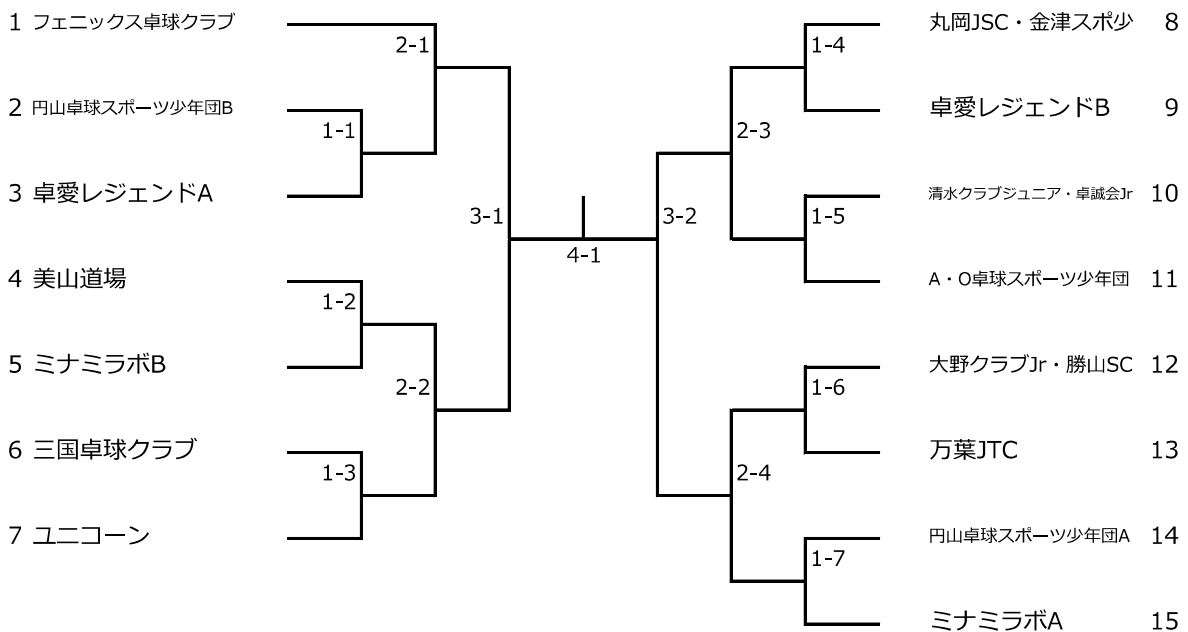 1 フェニックス卓球クラブ
2 円山卓球スポーツ少年団B
3 卓愛レジェンドA
4 美山道場
5 ミナミラボB
6 三国卓球クラブ
7 ユニコーン
2-1
1-1
3-1
1-2
2-2
1-3
4-1
1-4
2-3
1-5
3-2
1-6
2-4
1-7
丸岡JSC・金津スポ少 8
卓愛レジェンドB 9
清水クラブジュニア・卓誠会Jr 10
A・O卓球スポーツ少年団 11
大野クラブJr・勝山SC 12
万葉JTC 13
円山卓球スポーツ少年団A 14
ミナミラボA 15